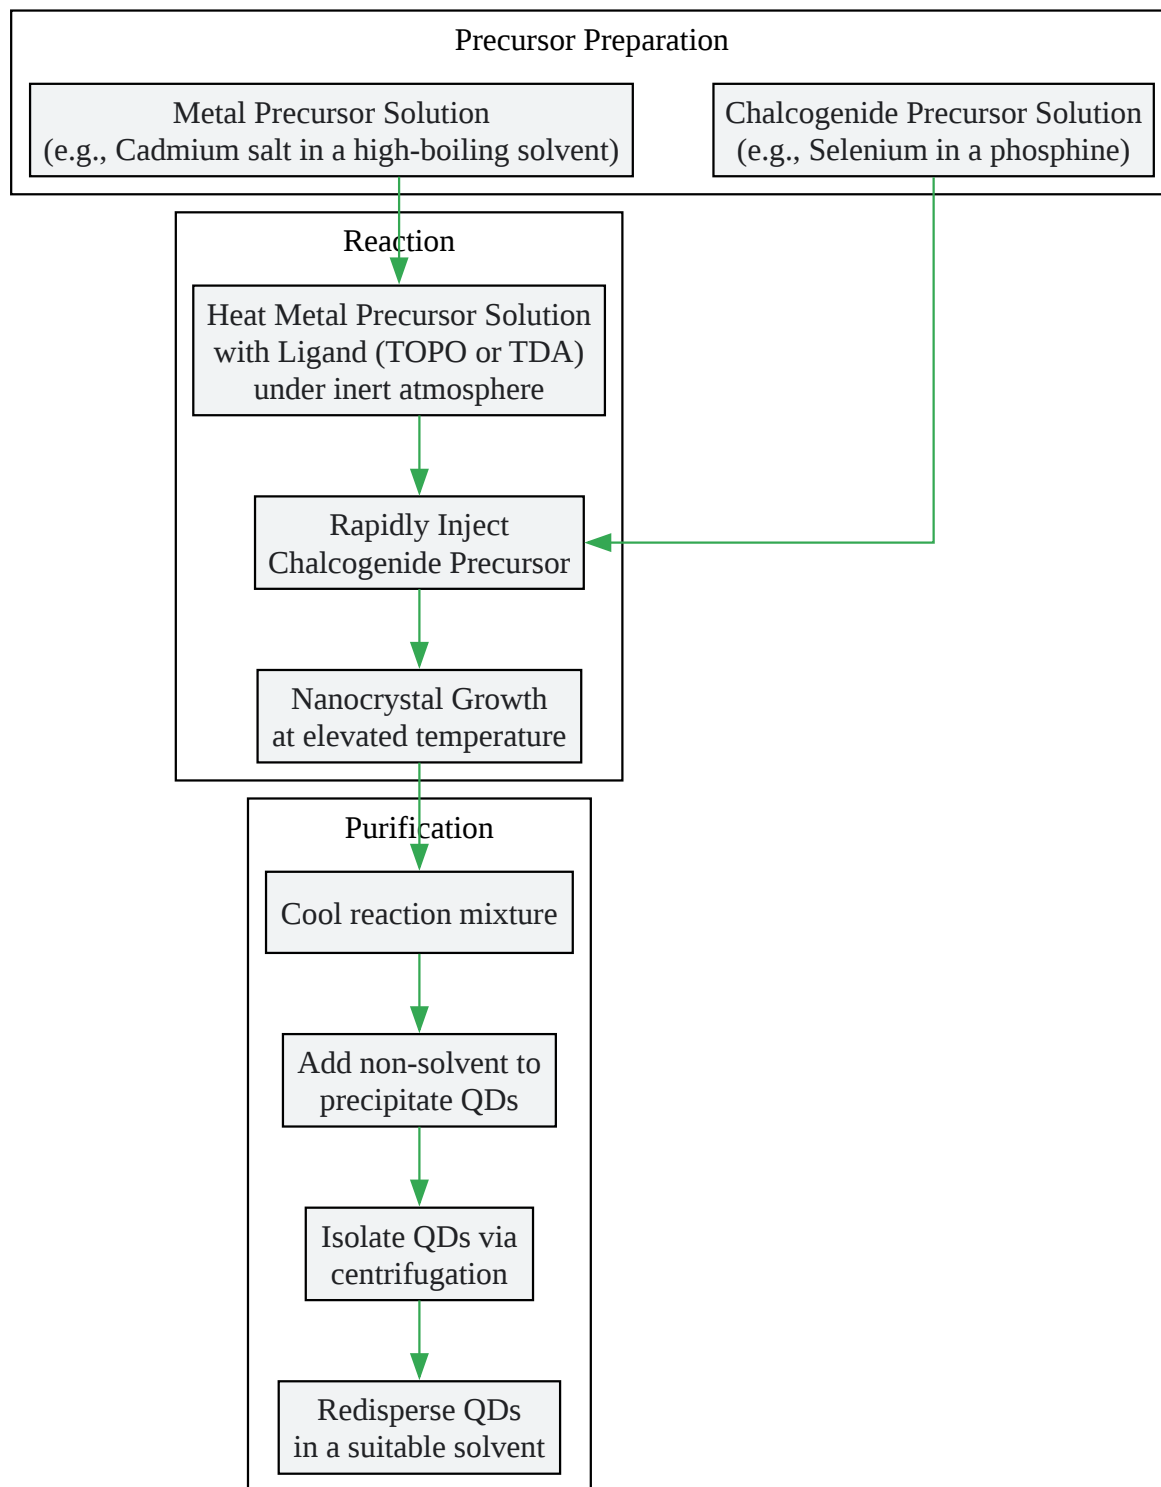 Precursor Preparation
Metal Precursor Solution
(e.g., Cadmium salt in a high-boiling solvent)
Chalcogenide Precursor Solution
(e.g., Selenium in a phosphine)
Reaction
Heat Metal Precursor Solution
with Ligand (TOPO or TDA)
under inert atmosphere
Rapidly Inject
Chalcogenide Precursor
Nanocrystal Growth
at elevated temperature
Purification
Cool reaction mixture
Add non-solvent to
precipitate QDs
Isolate QDs via
centrifugation
Redisperse QDs
in a suitable solvent